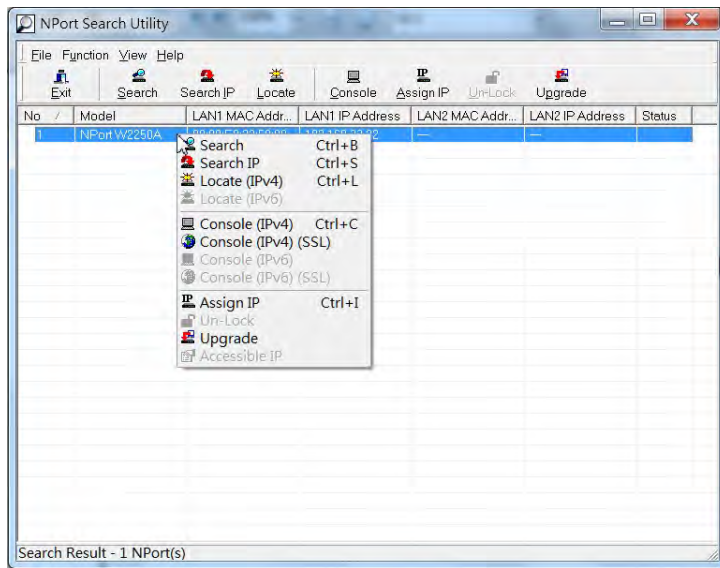 NPort Search Utility
File Function View Help
Exit Search Search IP Locate Console Assign IP Un-Lock Upgrade
No / Model LAN1 MAC Addr... LAN1 IP Address LAN2 MAC Addr... LAN2 IP Address Status
1 NPort W2250A — —
Search Ctrl+B
Search IP Ctrl+S
Locate (IPv4) Ctrl+L
Locate (IPv6)
Console (IPv4) Ctrl+C
Console (IPv4) (SSL)
Console (IPv6)
Console (IPv6) (SSL)
Assign IP Ctrl+I
Un-Lock
Upgrade
Accessible IP
Search Result - 1 NPort(s)